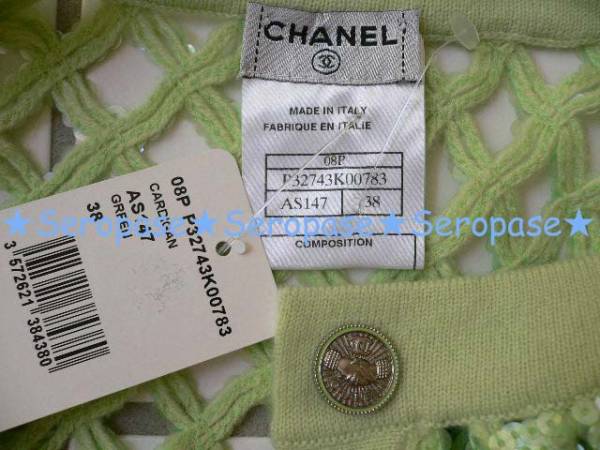 CHANEL
MADE IN ITALY
FABRIQUE EN ITALIE
08P
P32743K00783
AS147 38
COMPOSITION
08P P32743K00783
CARDIGAN
AS147
GREEN
38
3 572621 384380
★Seropase★Seropase★Seropase★